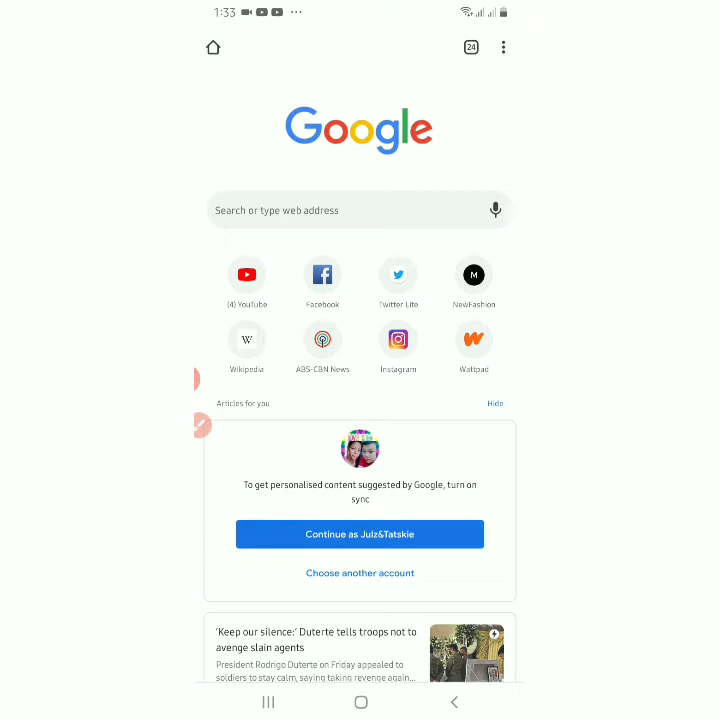 1:33
24
Google
Search or type web address
(4) YouTube
Facebook
Twitter Lite
M
NewFashion
W
Wikipedia
ABS-CBN News
Instagram
Wattpad
Articles for you
Hide
To get personalised content suggested by Google, turn on
sync
Continue as Julz&Tatskie
Choose another account
'Keep our silence:' Duterte tells troops not to
avenge slain agents
President Rodrigo Duterte on Friday appealed to
soldiers to stay calm, saying taking revenge again...